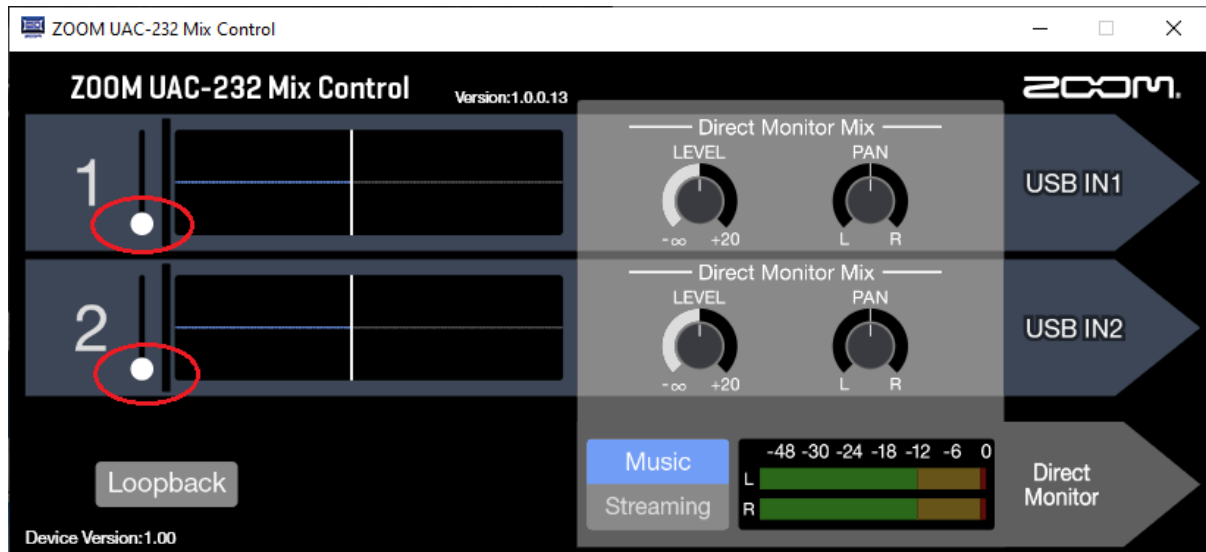 ZOOM UAC-232 Mix Control
ZOOM UAC-232 Mix Control Version:1.0.0.13 ZOOM.
1
Direct Monitor Mix
LEVEL PAN
-∞ +20 L R
USB IN1
2
Direct Monitor Mix
LEVEL PAN
-∞ +20 L R
USB IN2
Loopback
Music
Streaming
-48 -30 -24 -18 -12 -6 0
L
R
Direct
Monitor
Device Version:1.00